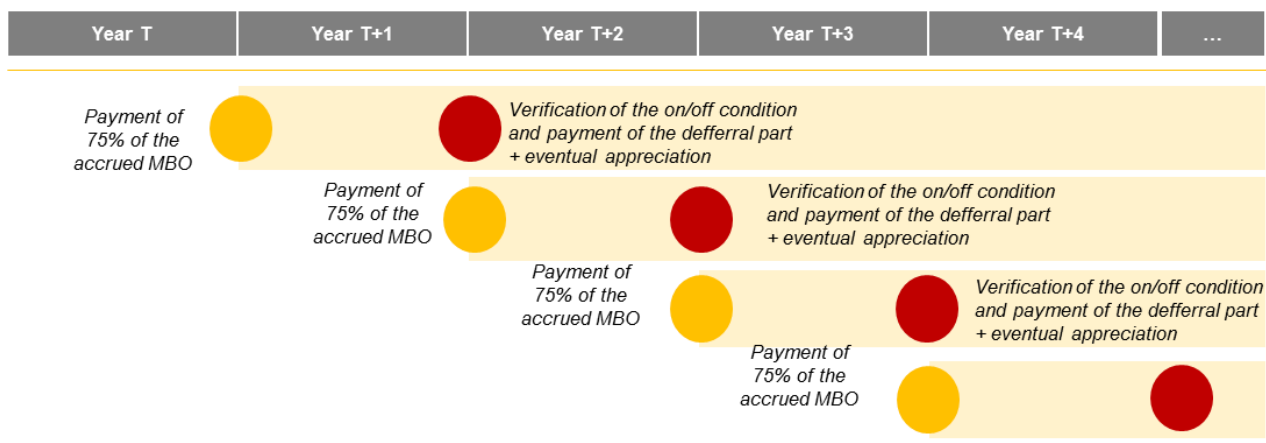 Year T
Year T+1
Year T+2
Year T+3
Year T+4
...
Payment of
75% of the
accrued MBO
Verification of the on/off condition
and payment of the defferral part
+ eventual appreciation
Payment of
75% of the
accrued MBO
Verification of the on/off condition
and payment of the defferral part
+ eventual appreciation
Payment of
75% of the
accrued MBO
Verification of the on/off condition
and payment of the defferral part
+ eventual appreciation
Payment of
75% of the
accrued MBO